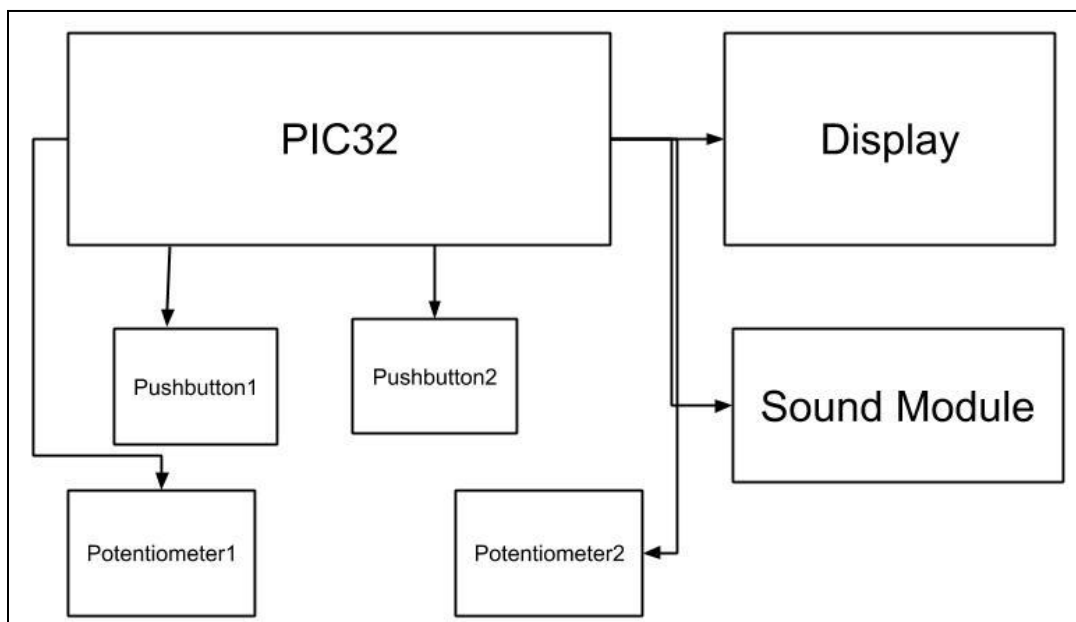 PIC32
Display
Pushbutton1
Pushbutton2
Sound Module
Potentiometer1
Potentiometer2